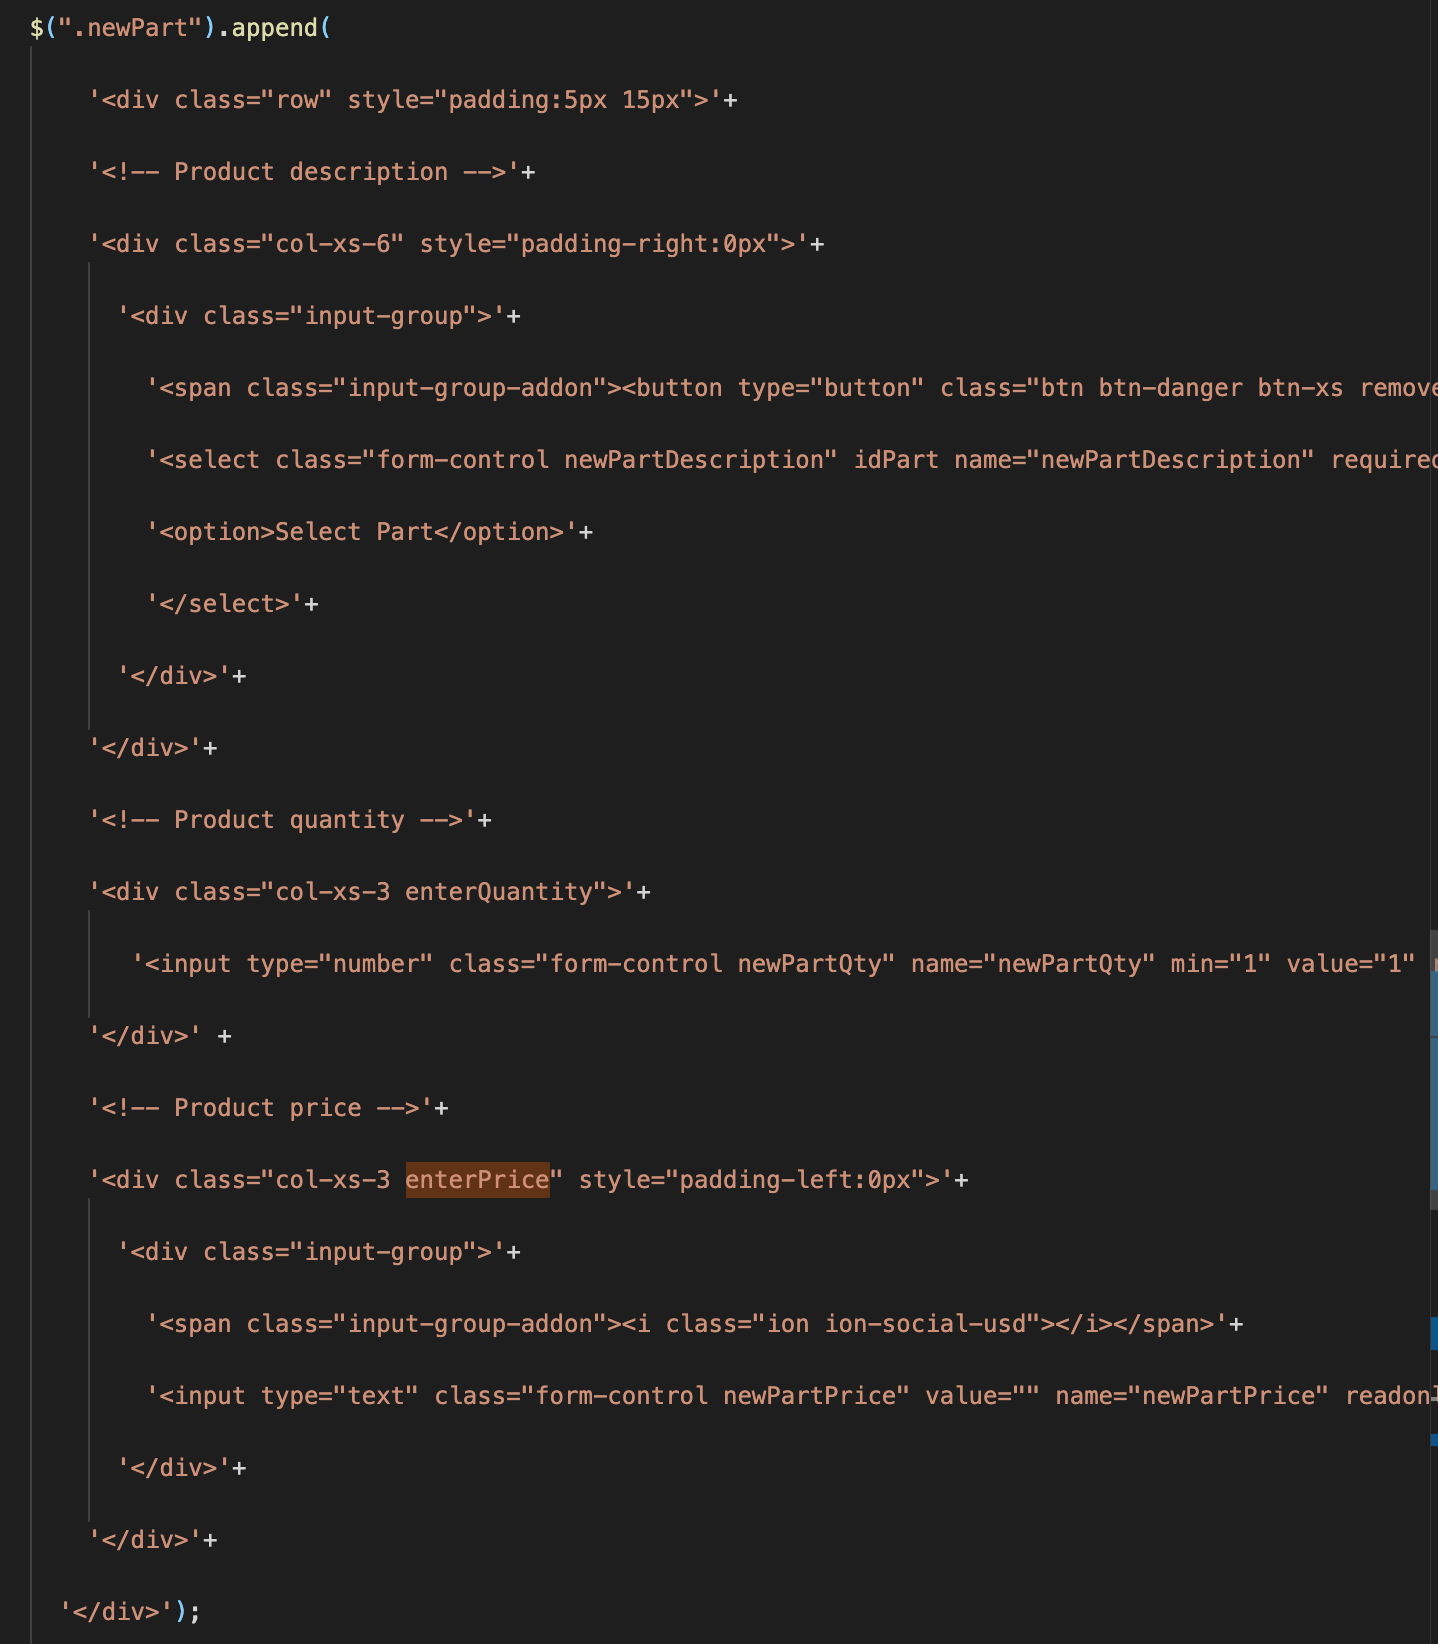 $(".newPart").append(
'<div class="row" style="padding:5px 15px">'+
'<!-- Product description -->'+
'<div class="col-xs-6" style="padding-right:0px">'+
'<div class="input-group">'+
'<span class="input-group-addon"><button type="button" class="btn btn-danger btn-xs remove
'<select class="form-control newPartDescription" idPart name="newPartDescription" required
'<option>Select Part</option>'+
'</select>'+
'</div>'+
'</div>'+
'<!-- Product quantity -->'+
'<div class="col-xs-3 enterQuantity">'+
'<input type="number" class="form-control newPartQty" name="newPartQty" min="1" value="1"
'</div>' +
'<!-- Product price -->'+
'<div class="col-xs-3 enterPrice" style="padding-left:0px">'+
'<div class="input-group">'+
'<span class="input-group-addon"><i class="ion ion-social-usd"></i></span>'+
'<input type="text" class="form-control newPartPrice" value="" name="newPartPrice" readon
'</div>'+
'</div>'+
'</div>');